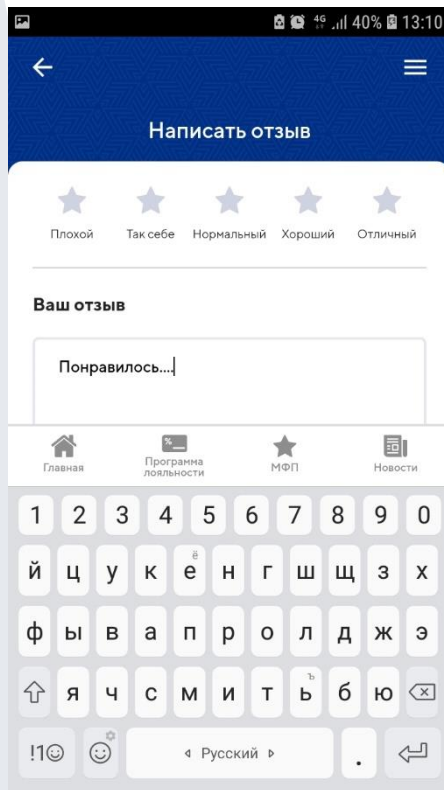 4G 40% 13:10
Написать отзыв
Плохой Так себе Нормальный Хороший Отличный
Ваш отзыв
Понравилось....
Главная Программа лояльности МФП Новости
1 2 3 4 5 6 7 8 9 0
й ц у к е ё н г ш щ з х
ф ы в а п р о л д ж э
я ч с м и т ь ъ б ю
!1☺ Русский .